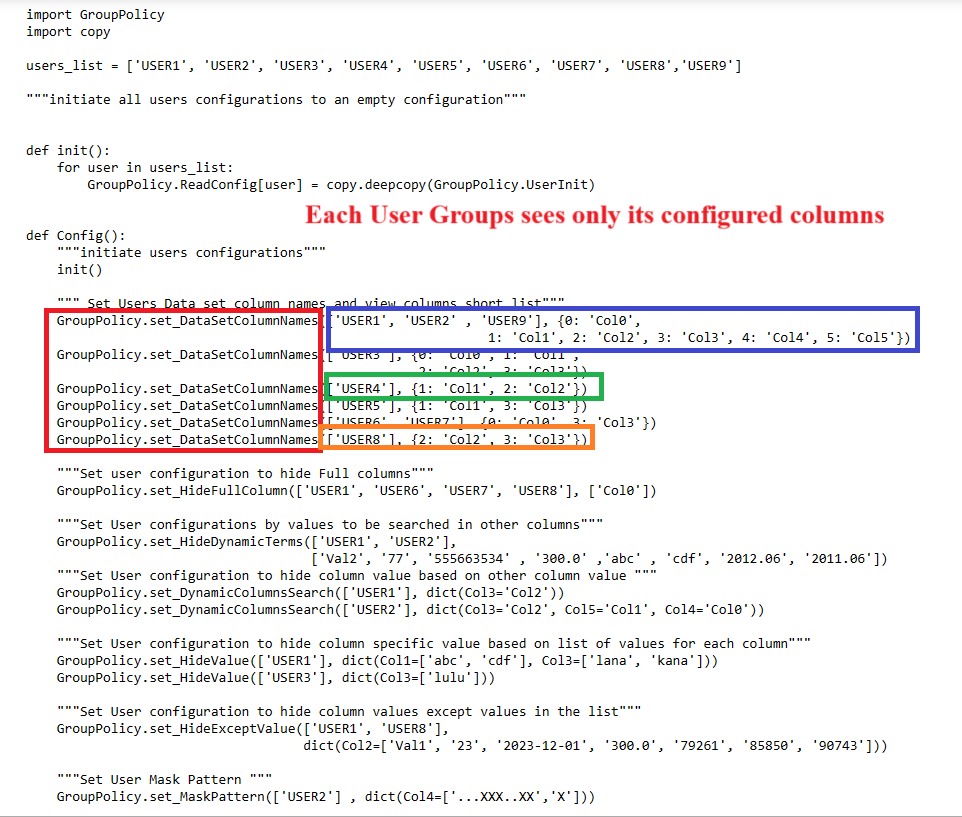 import GroupPolicy
import copy
users_list = ['USER1', 'USER2', 'USER3', 'USER4', 'USER5', 'USER6', 'USER7', 'USER8','USER9']
"""initiate all users configurations to an empty configuration"""
def init():
    for user in users_list:
        GroupPolicy.ReadConfig[user] = copy.deepcopy(GroupPolicy.UserInit)
Each User Groups sees only its configured columns
def Config():
    """initiate users configurations"""
    init()
    """ Set Users Data set column names and view columns short list"""
    GroupPolicy.set_DataSetColumnNames(['USER1', 'USER2' , 'USER9'], {0: 'Col0',
                                                            1: 'Col1', 2: 'Col2', 3: 'Col3', 4: 'Col4', 5: 'Col5'})
    GroupPolicy.set_DataSetColumnNames(['USER3'], {0: 'Col0', 1: 'Col1',
                                                   2: 'Col2', 3: 'Col3'})
    GroupPolicy.set_DataSetColumnNames(['USER4'], {1: 'Col1', 2: 'Col2'})
    GroupPolicy.set_DataSetColumnNames(['USER5'], {1: 'Col1', 3: 'Col3'})
    GroupPolicy.set_DataSetColumnNames(['USER6', 'USER7'], {0: 'Col0', 3: 'Col3'})
    GroupPolicy.set_DataSetColumnNames(['USER8'], {2: 'Col2', 3: 'Col3'})
    """Set user configuration to hide Full columns"""
    GroupPolicy.set_HideFullColumn(['USER1', 'USER6', 'USER7', 'USER8'], ['Col0'])
    """Set User configurations by values to be searched in other columns"""
    GroupPolicy.set_HideDynamicTerms(['USER1', 'USER2'],
                                     ['Val2', '77', '555663534' , '300.0' ,'abc' , 'cdf', '2012.06', '2011.06'])
    """Set User configuration to hide column value based on other column value """
    GroupPolicy.set_DynamicColumnsSearch(['USER1'], dict(Col3='Col2'))
    GroupPolicy.set_DynamicColumnsSearch(['USER2'], dict(Col3='Col2', Col5='Col1', Col4='Col0'))
    """Set User configuration to hide column specific value based on list of values for each column"""
    GroupPolicy.set_HideValue(['USER1'], dict(Col1=['abc', 'cdf'], Col3=['lana', 'kana']))
    GroupPolicy.set_HideValue(['USER3'], dict(Col3=['lulu']))
    """Set User configuration to hide column values except values in the list"""
    GroupPolicy.set_HideExceptValue(['USER1', 'USER8'],
                                    dict(Col2=['Val1', '23', '2023-12-01', '300.0', '79261', '85850', '90743']))
    """Set User Mask Pattern """
    GroupPolicy.set_MaskPattern(['USER2'] , dict(Col4=['...XXX..XX','X']))